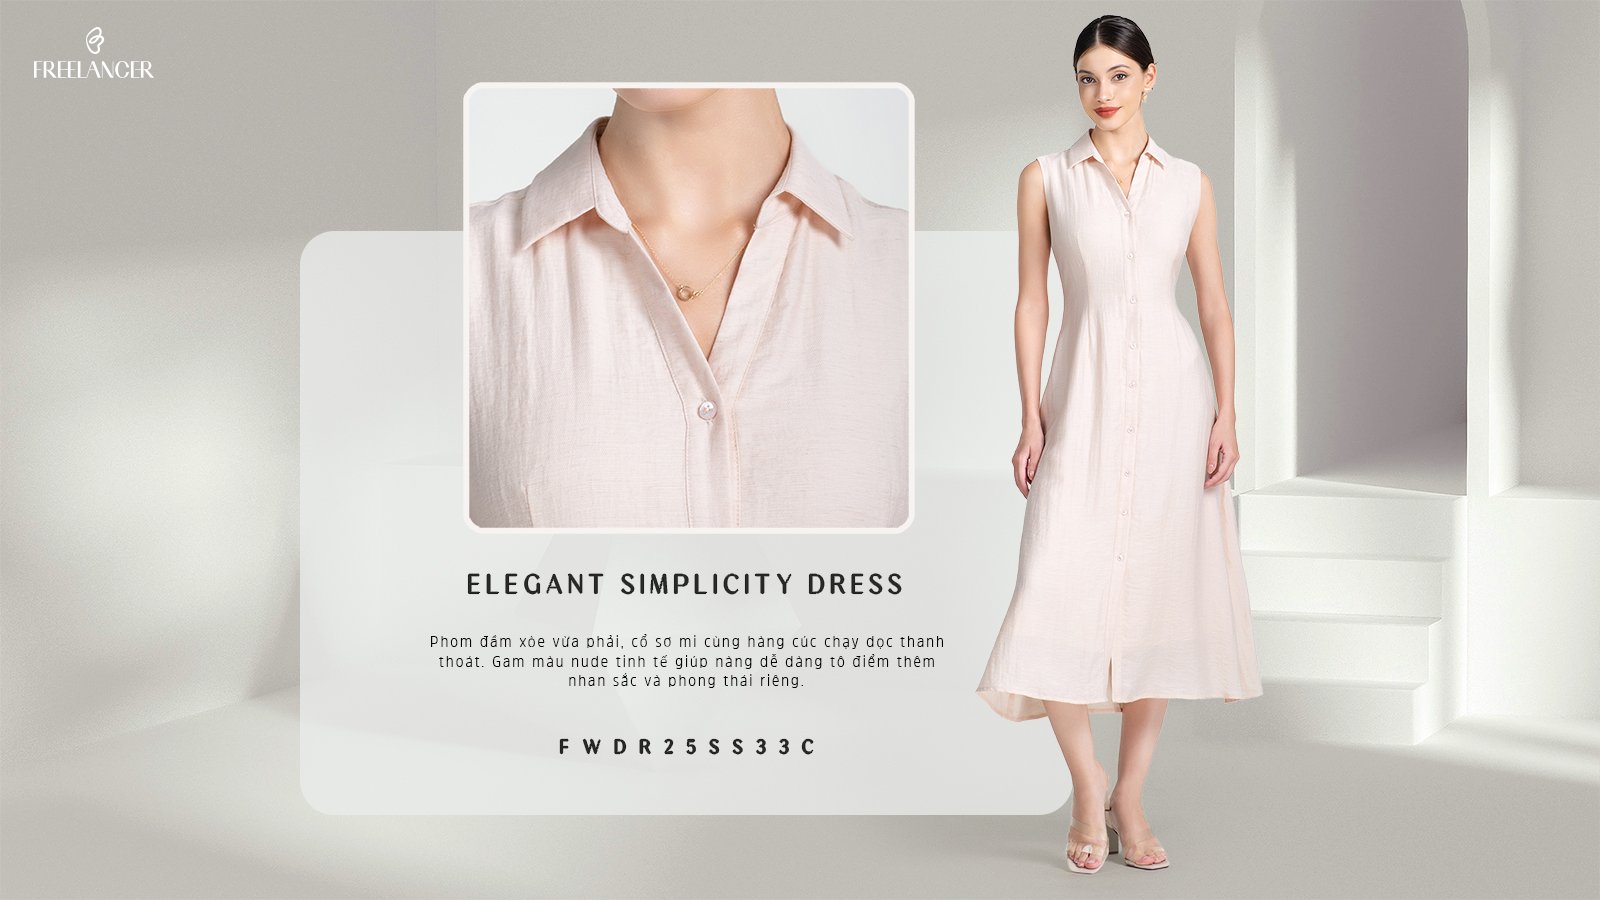 FREELANCER
ELEGANT SIMPLICITY DRESS
Phom đầm xòe vừa phải, cổ sơ mi cùng hàng cúc chạy dọc thanh
thoát. Gam màu nude tinh tế giúp nàng dễ dàng tô điểm thêm
nhan sắc và phong thái riêng.
FWDR25SS33C